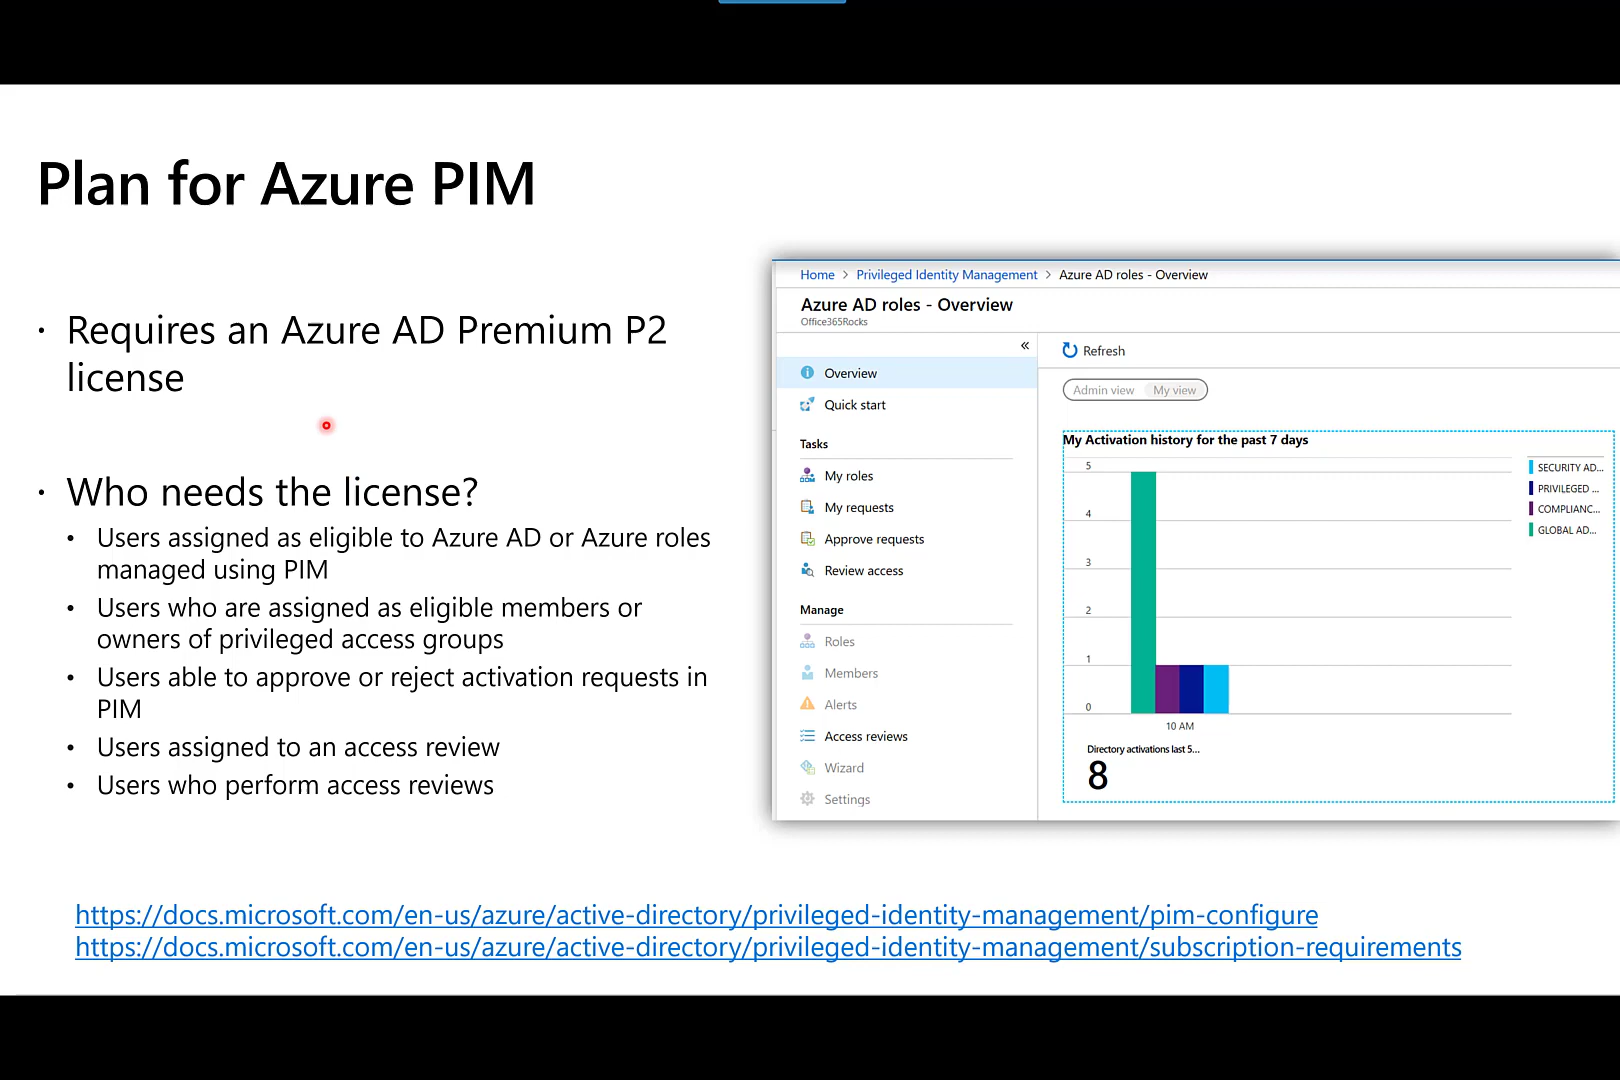 Plan for Azure PIM
• Requires an Azure AD Premium P2
license
• Who needs the license?
• Users assigned as eligible to Azure AD or Azure roles
managed using PIM
• Users who are assigned as eligible members or
owners of privileged access groups
• Users able to approve or reject activation requests in
PIM
• Users assigned to an access review
• Users who perform access reviews
Home > Privileged Identity Management > Azure AD roles - Overview
Azure AD roles - Overview
Office365Rocks
«
Overview
Quick start
Tasks
My roles
My requests
Approve requests
Review access
Manage
Roles
Members
Alerts
Access reviews
Wizard
Settings
Refresh
Admin view My view
My Activation history for the past 7 days
5
4
3
2
1
0
10 AM
SECURITY AD...
PRIVILEGED ...
COMPLIANC...
GLOBAL AD...
Directory activations last 5...
8
https://docs.microsoft.com/en-us/azure/active-directory/privileged-identity-management/pim-configure
https://docs.microsoft.com/en-us/azure/active-directory/privileged-identity-management/subscription-requirements